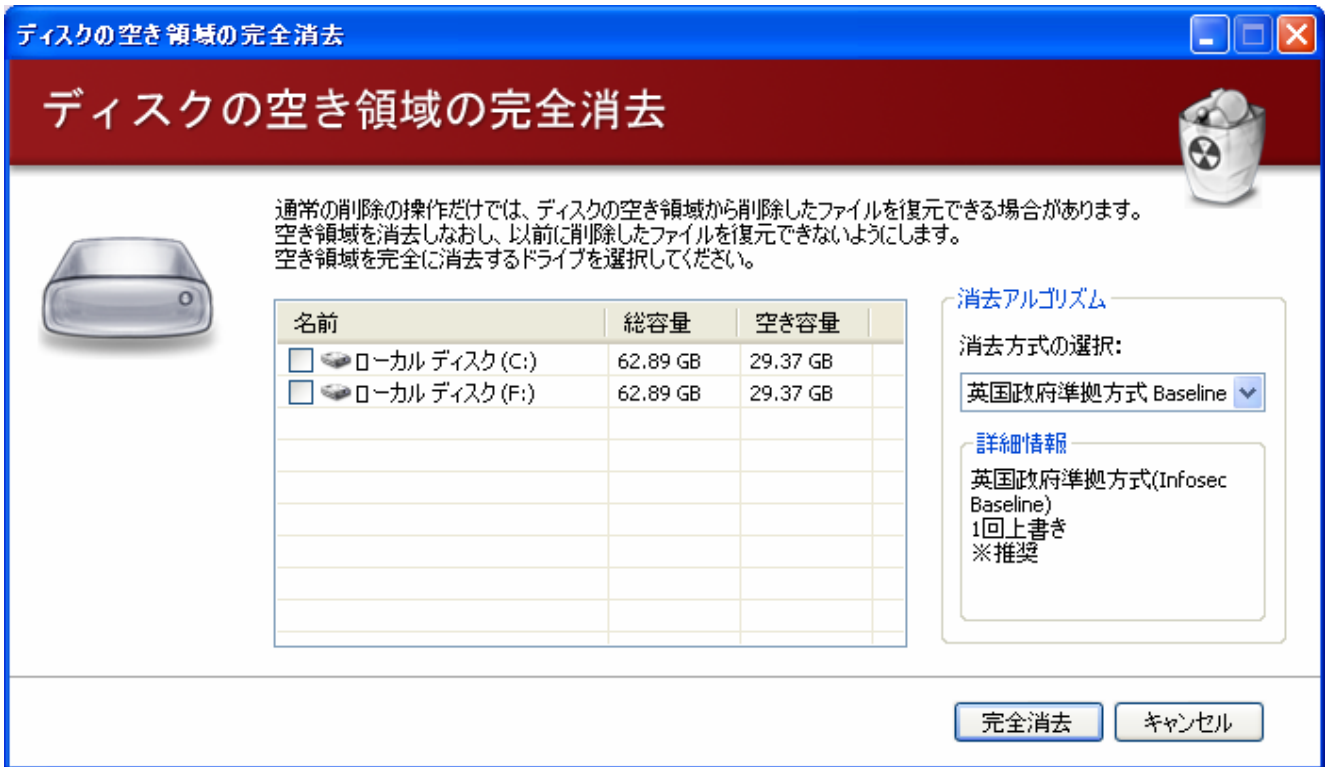 ディスクの空き領域の完全消去
ディスクの空き領域の完全消去
通常の削除の操作だけでは、ディスクの空き領域から削除したファイルを復元できる場合があります。
空き領域を消去しなおし、以前に削除したファイルを復元できないようにします。
空き領域を完全に消去するドライブを選択してください。
名前 総容量 空き容量
ローカル ディスク (C:) 62.89 GB 29.37 GB
ローカル ディスク (F:) 62.89 GB 29.37 GB
消去アルゴリズム
消去方式の選択:
英国政府準拠方式 Baseline
詳細情報
英国政府準拠方式(Infosec
Baseline)
1回上書き
※推奨
完全消去 キャンセル